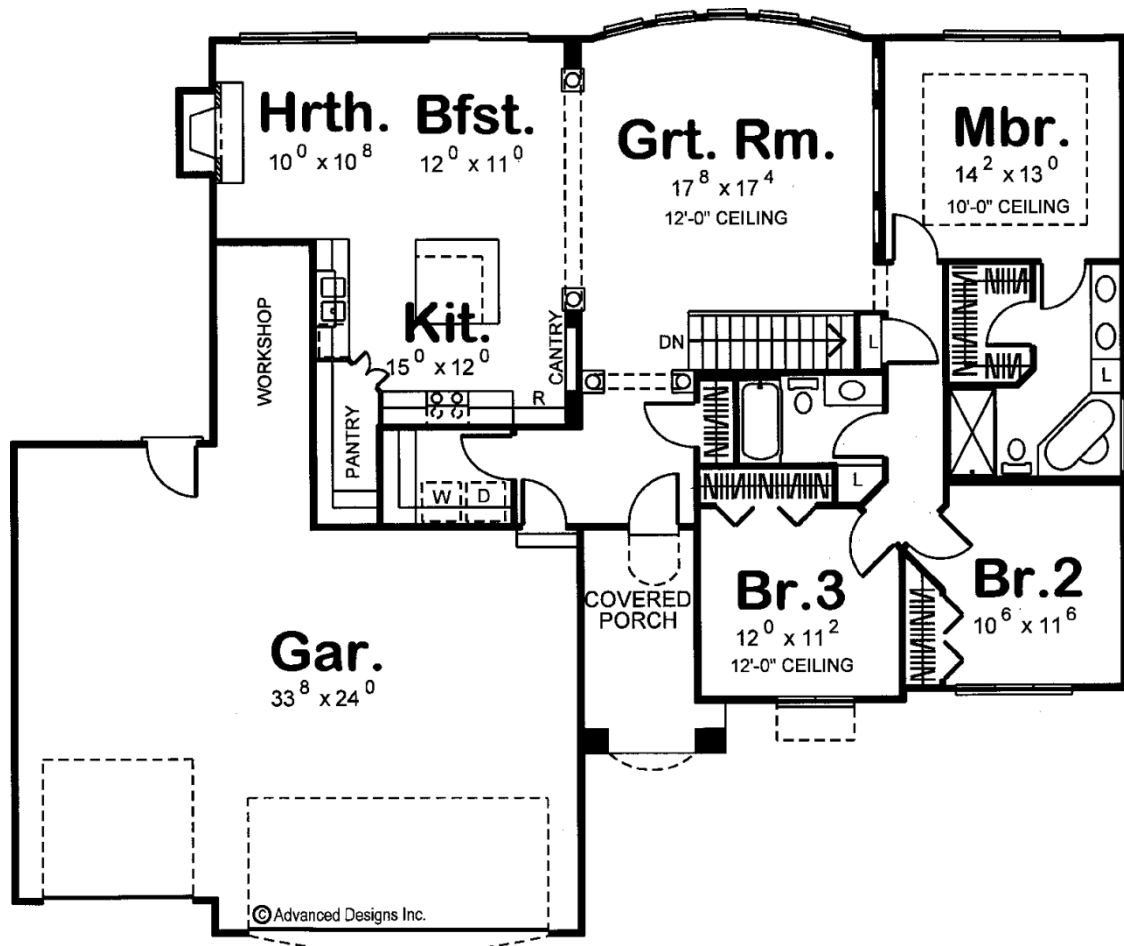 Hrth.
10⁰ x 10⁸
Bfst.
12⁰ x 11⁰
Grt. Rm.
17⁸ x 17⁴
12'-0" CEILING
Mbr.
14² x 13⁰
10'-0" CEILING
WORKSHOP
Kit.
15⁰ x 12⁰
CANTRY
DN
L
L
R
PANTRY
W
D
L
COVERED
PORCH
Br.3
12⁰ x 11²
12'-0" CEILING
Br.2
10⁶ x 11⁶
Gar.
33⁸ x 24⁰
© Advanced Designs Inc.